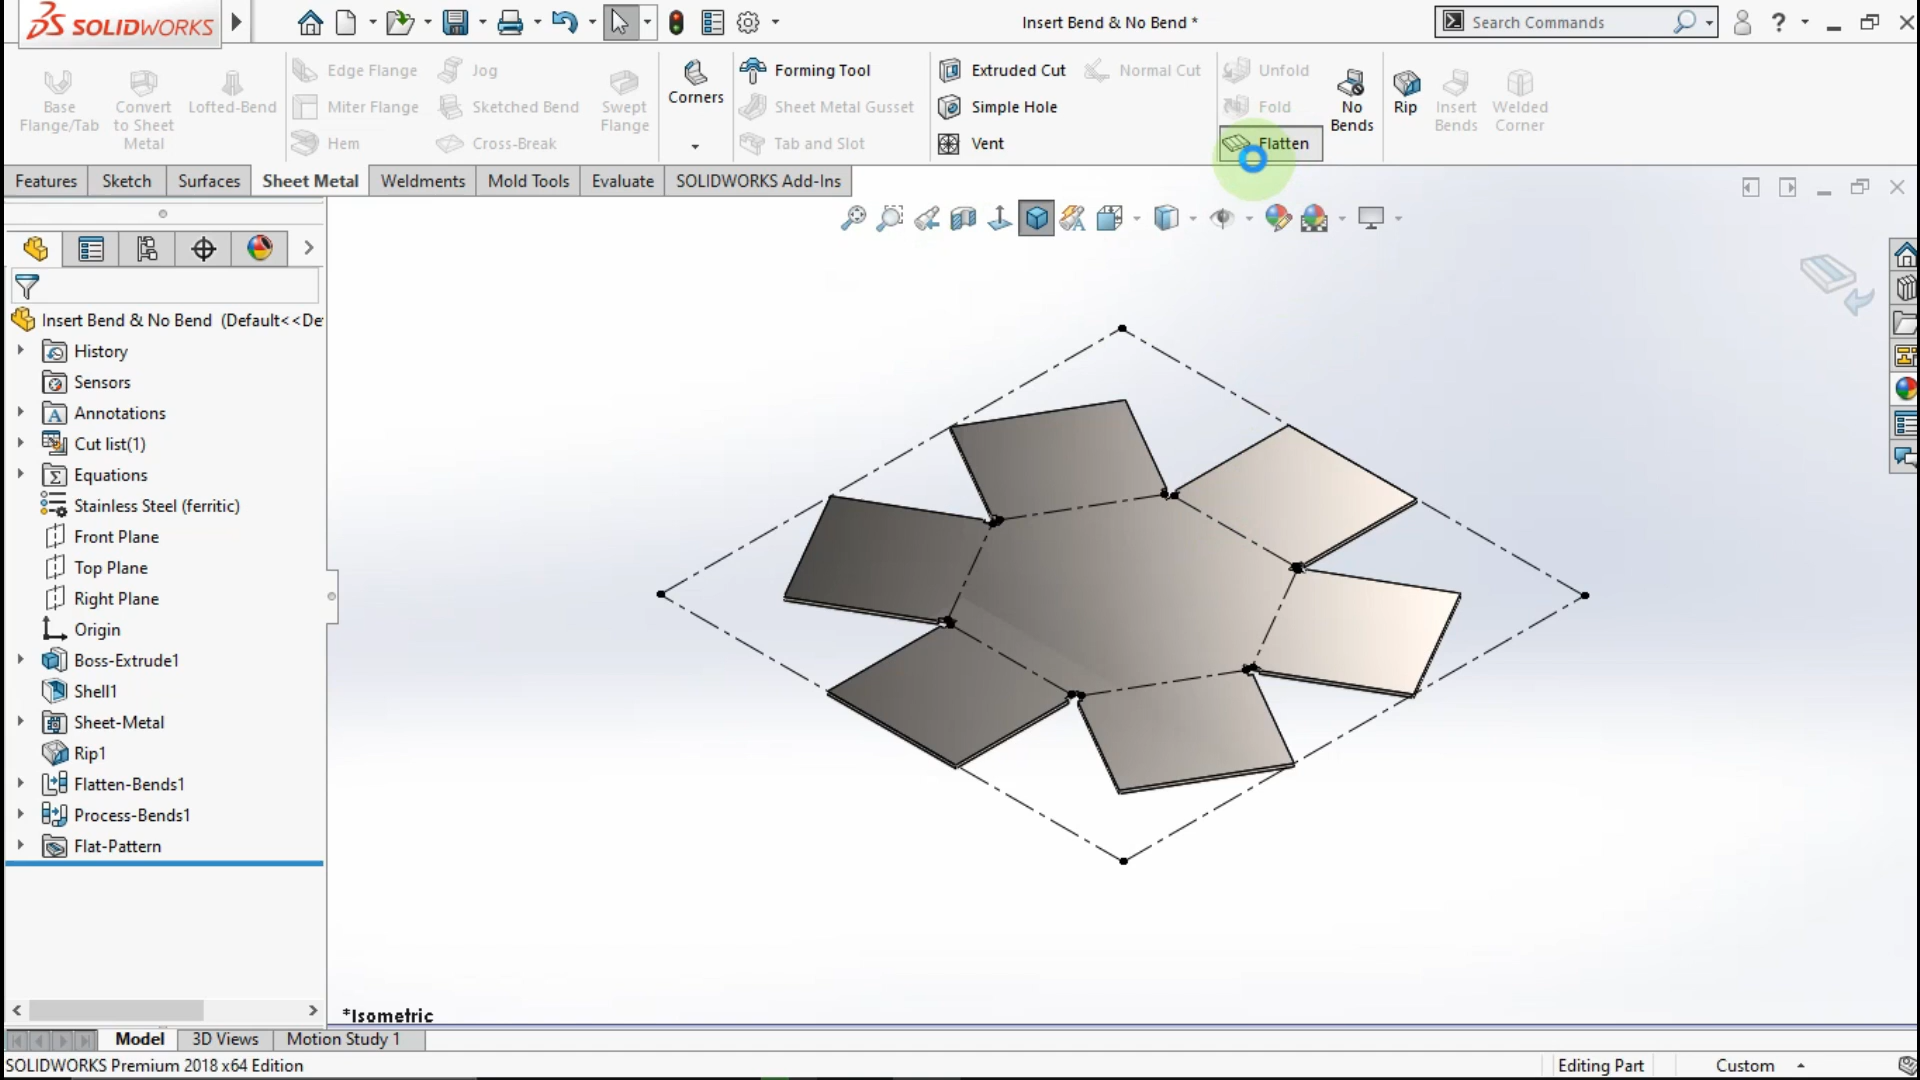 SOLIDWORKS
Insert Bend & No Bend *
Search Commands
?
Base Flange/Tab
Convert to Sheet Metal
Lofted-Bend
Edge Flange
Miter Flange
Hem
Jog
Sketched Bend
Cross-Break
Swept Flange
Corners
Forming Tool
Sheet Metal Gusset
Tab and Slot
Extruded Cut
Simple Hole
Vent
Normal Cut
Unfold
Fold
Flatten
No Bends
Rip
Insert Bends
Welded Corner
Features
Sketch
Surfaces
Sheet Metal
Weldments
Mold Tools
Evaluate
SOLIDWORKS Add-Ins
Insert Bend & No Bend (Default<<De
History
Sensors
Annotations
Cut list(1)
Equations
Stainless Steel (ferritic)
Front Plane
Top Plane
Right Plane
Origin
Boss-Extrude1
Shell1
Sheet-Metal
Rip1
Flatten-Bends1
Process-Bends1
Flat-Pattern
*Isometric
Model
3D Views
Motion Study 1
SOLIDWORKS Premium 2018 x64 Edition
Editing Part
Custom